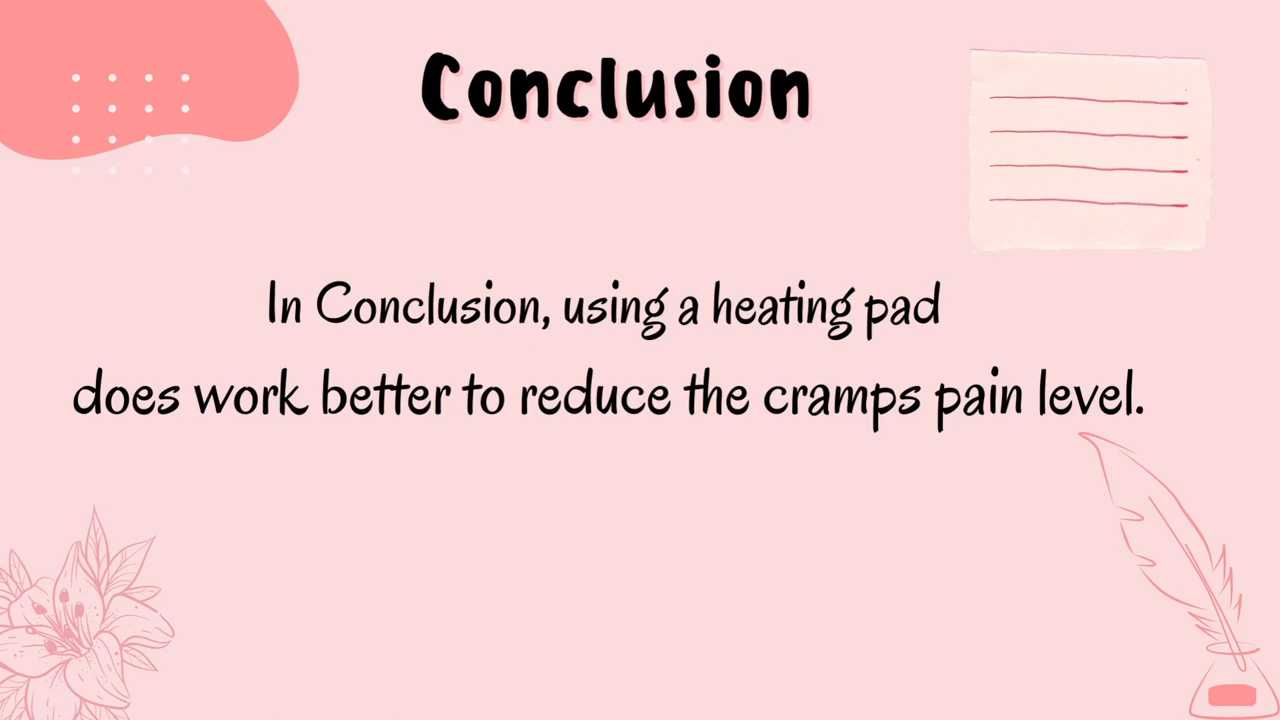 Conclusion
In Conclusion, using a heating pad
does work better to reduce the cramps pain level.